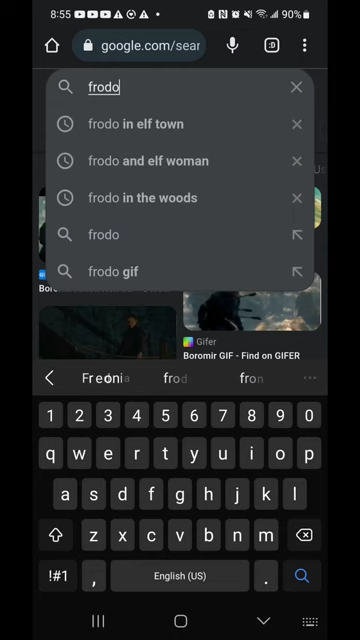 8:55
90%
google.com/sear
:D
frodo
frodo in elf town
frodo and elf woman
frodo in the woods
frodo
frodo gif
Us
Boro
Gifer
Boromir GIF - Find on GIFER
frod
fron
1 2 3 4 5 6 7 8 9 0
q w e r t y u i o p
a s d f g h j k l
z x c v b n m
!#1 , English (US) .